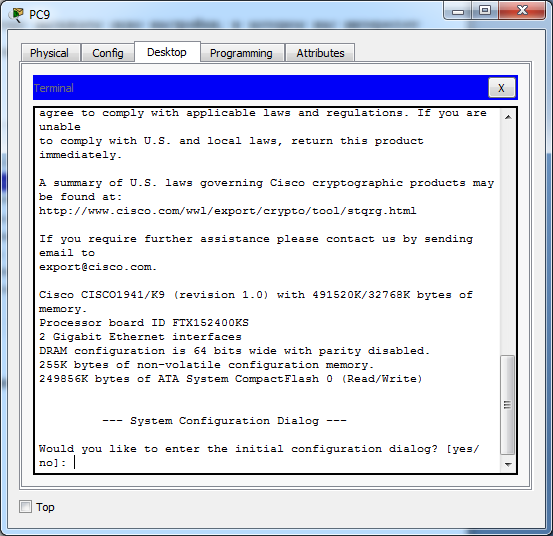 PC9
Physical Config Desktop Programming Attributes
Terminal
X
agree to comply with applicable laws and regulations. If you are
unable
to comply with U.S. and local laws, return this product
immediately.
A summary of U.S. laws governing Cisco cryptographic products may
be found at:
http://www.cisco.com/wwl/export/crypto/tool/stqrg.html
If you require further assistance please contact us by sending
email to
export@cisco.com.
Cisco CISCO1941/K9 (revision 1.0) with 491520K/32768K bytes of
memory.
Processor board ID FTX152400KS
2 Gigabit Ethernet interfaces
DRAM configuration is 64 bits wide with parity disabled.
255K bytes of non-volatile configuration memory.
249856K bytes of ATA System CompactFlash 0 (Read/Write)
--- System Configuration Dialog ---
Would you like to enter the initial configuration dialog? [yes/
no]:
Top